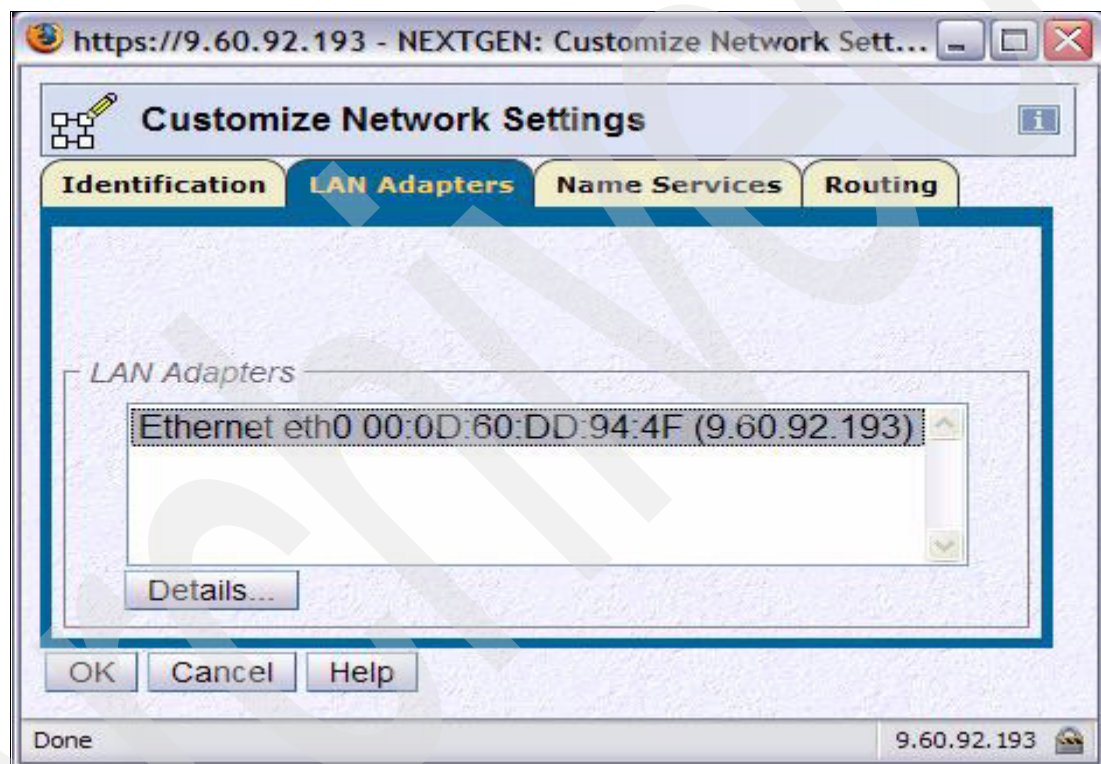 https://9.60.92.193 - NEXTGEN: Customize Network Sett...
Customize Network Settings
i
Identification LAN Adapters Name Services Routing
LAN Adapters
Ethernet eth0 00:0D:60:DD:94:4F (9.60.92.193)
Details...
OK Cancel Help
Done 9.60.92.193